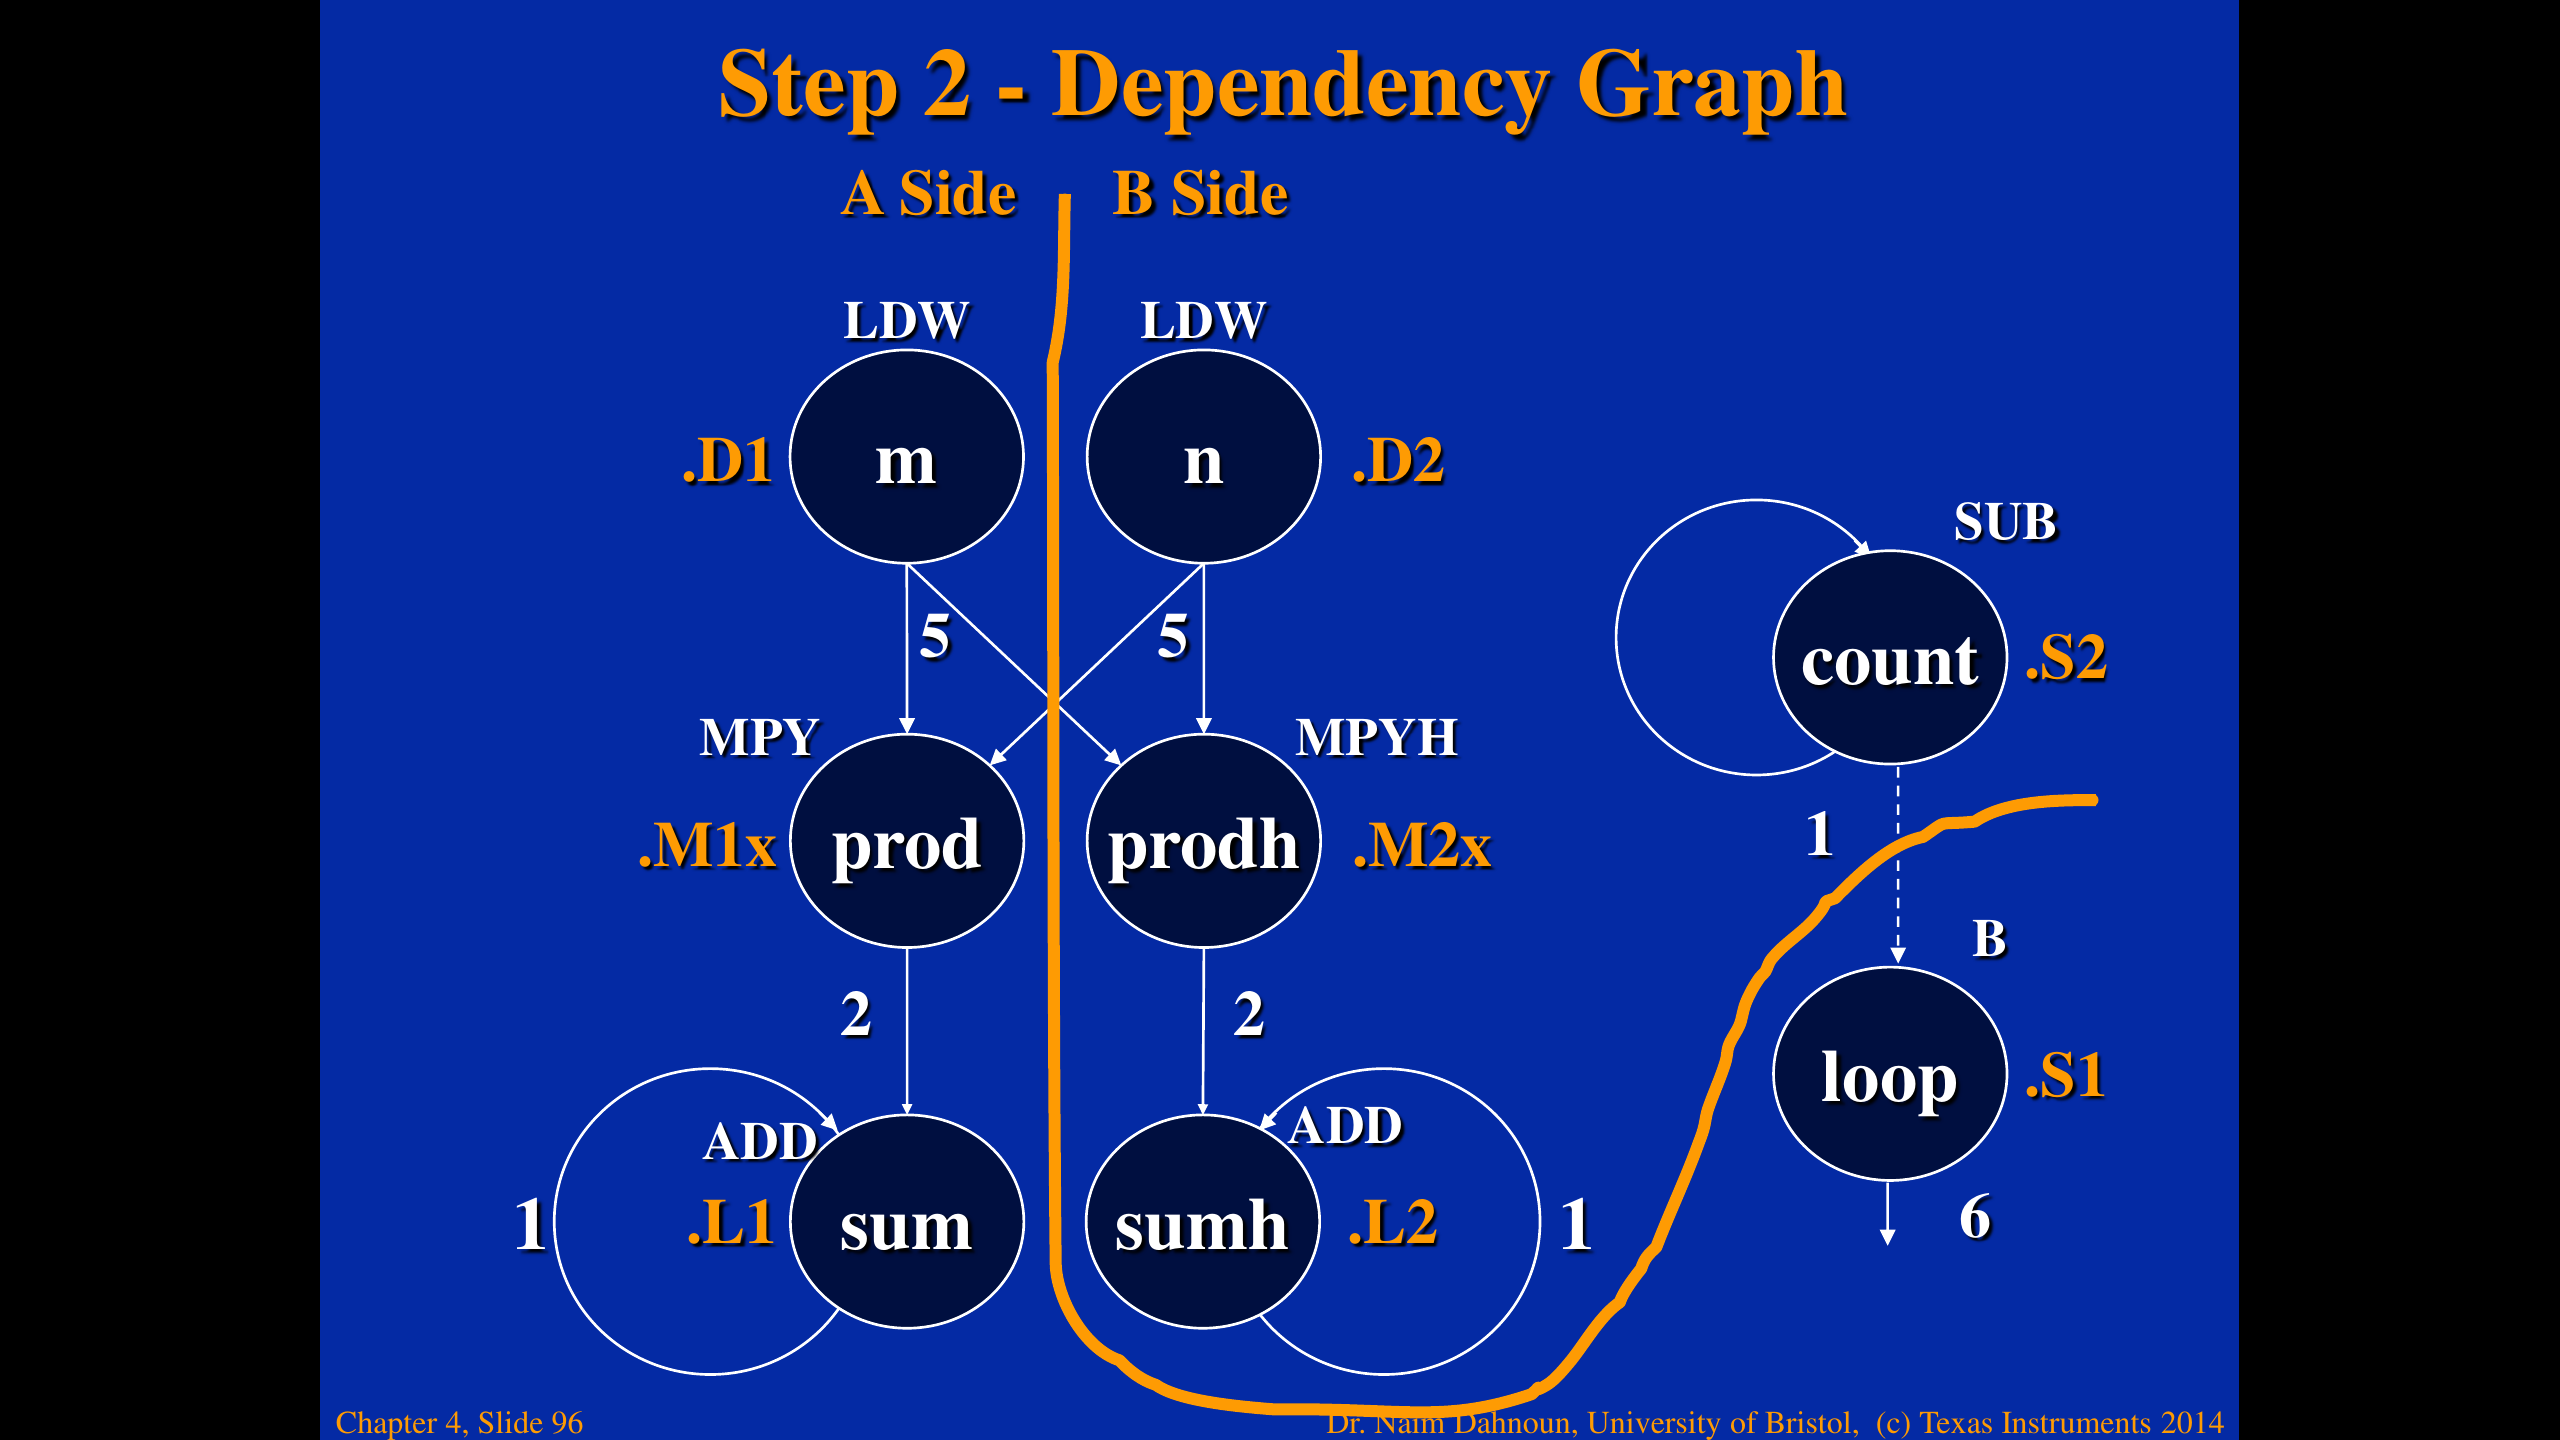 Step 2 - Dependency Graph
A Side B Side
LDW LDW
.D1 m n .D2
SUB
count .S2
5 5
MPY MPYH
.M1x prod prodh .M2x
1
B
2 2
loop .S1
ADD ADD
1 .L1 sum sumh .L2 1
6
Chapter 4, Slide 96
Dr. Naim Dahnoun, University of Bristol, (c) Texas Instruments 2014